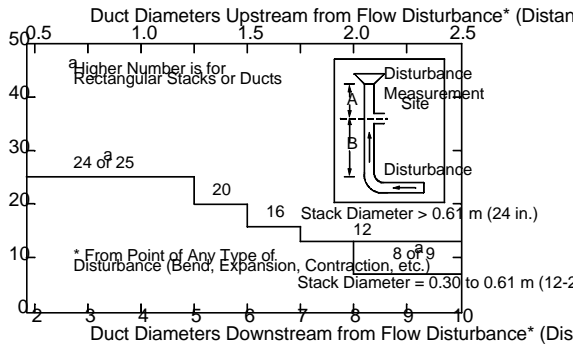 Duct Diameters Upstream from Flow Disturbance* (Distan
0.5 1.0 1.5 2.0 2.5
50
40
30
20
10
0
a
Higher Number is for
Rectangular Stacks or Ducts
Disturbance
A
Measurement
Site
B
Disturbance
24 or 25 a
20
16
Stack Diameter > 0.61 m (24 in.)
12
8 or 9 a
* From Point of Any Type of
Disturbance (Bend, Expansion, Contraction, etc.)
Stack Diameter = 0.30 to 0.61 m (12-2
2 3 4 5 6 7 8 9 10
Duct Diameters Downstream from Flow Disturbance* (Dis